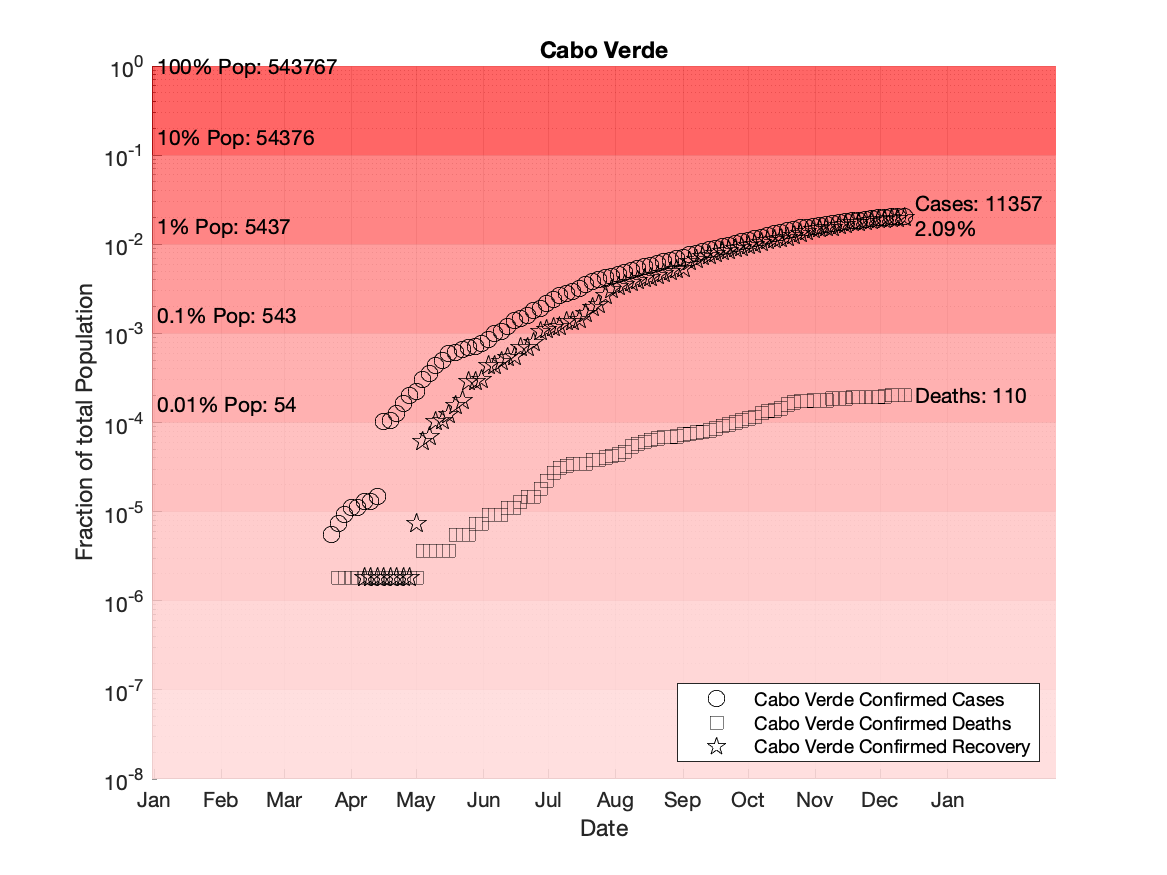 Cabo Verde
10^0
100% Pop: 543767
10% Pop: 54376
10^-1
1% Pop: 5437
10^-2
Cases: 11357
2.09%
0.1% Pop: 543
10^-3
0.01% Pop: 54
10^-4
Deaths: 110
10^-5
10^-6
10^-7
10^-8
Fraction of total Population
Cabo Verde Confirmed Cases
Cabo Verde Confirmed Deaths
Cabo Verde Confirmed Recovery
Jan Feb Mar Apr May Jun Jul Aug Sep Oct Nov Dec Jan
Date